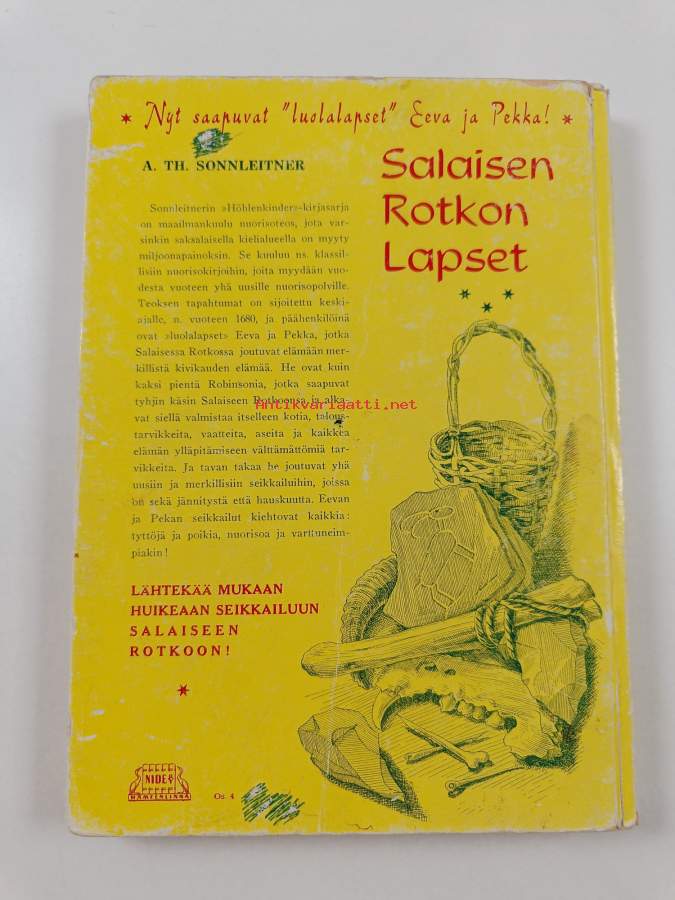 * Nyt saapuvat "luolalapset" Eeva ja Pekka! *
A. TH. SONNLEITNER
Salaisen
Rotkon
Lapset
Sonnleitnerin »Höhlenkinder»-kirjasarja
on maailmankuulu nuorisoteos, jota var-
sinkin saksalaisella kielialueella on myyty
miljoonapainoksin. Se kuuluu ns. klassil-
lisiin nuorisokirjoihin, joita myydään vuo-
desta vuoteen yhä uusille nuorisopolville.
Teoksen tapahtumat on sijoitettu keski-
ajalle, n. vuoteen 1680, ja päähenkilöinä
ovat »luolalapset» Eeva ja Pekka, jotka
Salaisessa Rotkossa joutuvat elämään mer-
killistä kivikauden elämää. He ovat kuin
kaksi pientä Robinsonia, jotka saapuvat
tyhjin käsin Salaiseen Rotkoonsa ja alka-
vat siellä valmistaa itselleen kotia, talous-
tarvikkeita, vaatteita, aseita ja kaikkea
elämän ylläpitämiseen välttämättömiä tar-
vikkeita. Ja tavan takaa he joutuvat yhä
uusiin ja merkillisiin seikkailuihin, joissa
on sekä jännitystä että hauskuutta. Eevan
ja Pekan seikkailut kiehtovat kaikkia:
tyttöjä ja poikia, nuorisoa ja varttuneim-
piakin!
Antikvariaatti.net
LÄHTEKÄÄ MUKAAN
HUIKEAAN SEIKKAILUUN
SALAISEEN
ROTKOON!
NIDE
HÄMEENLINNA
Os. 4